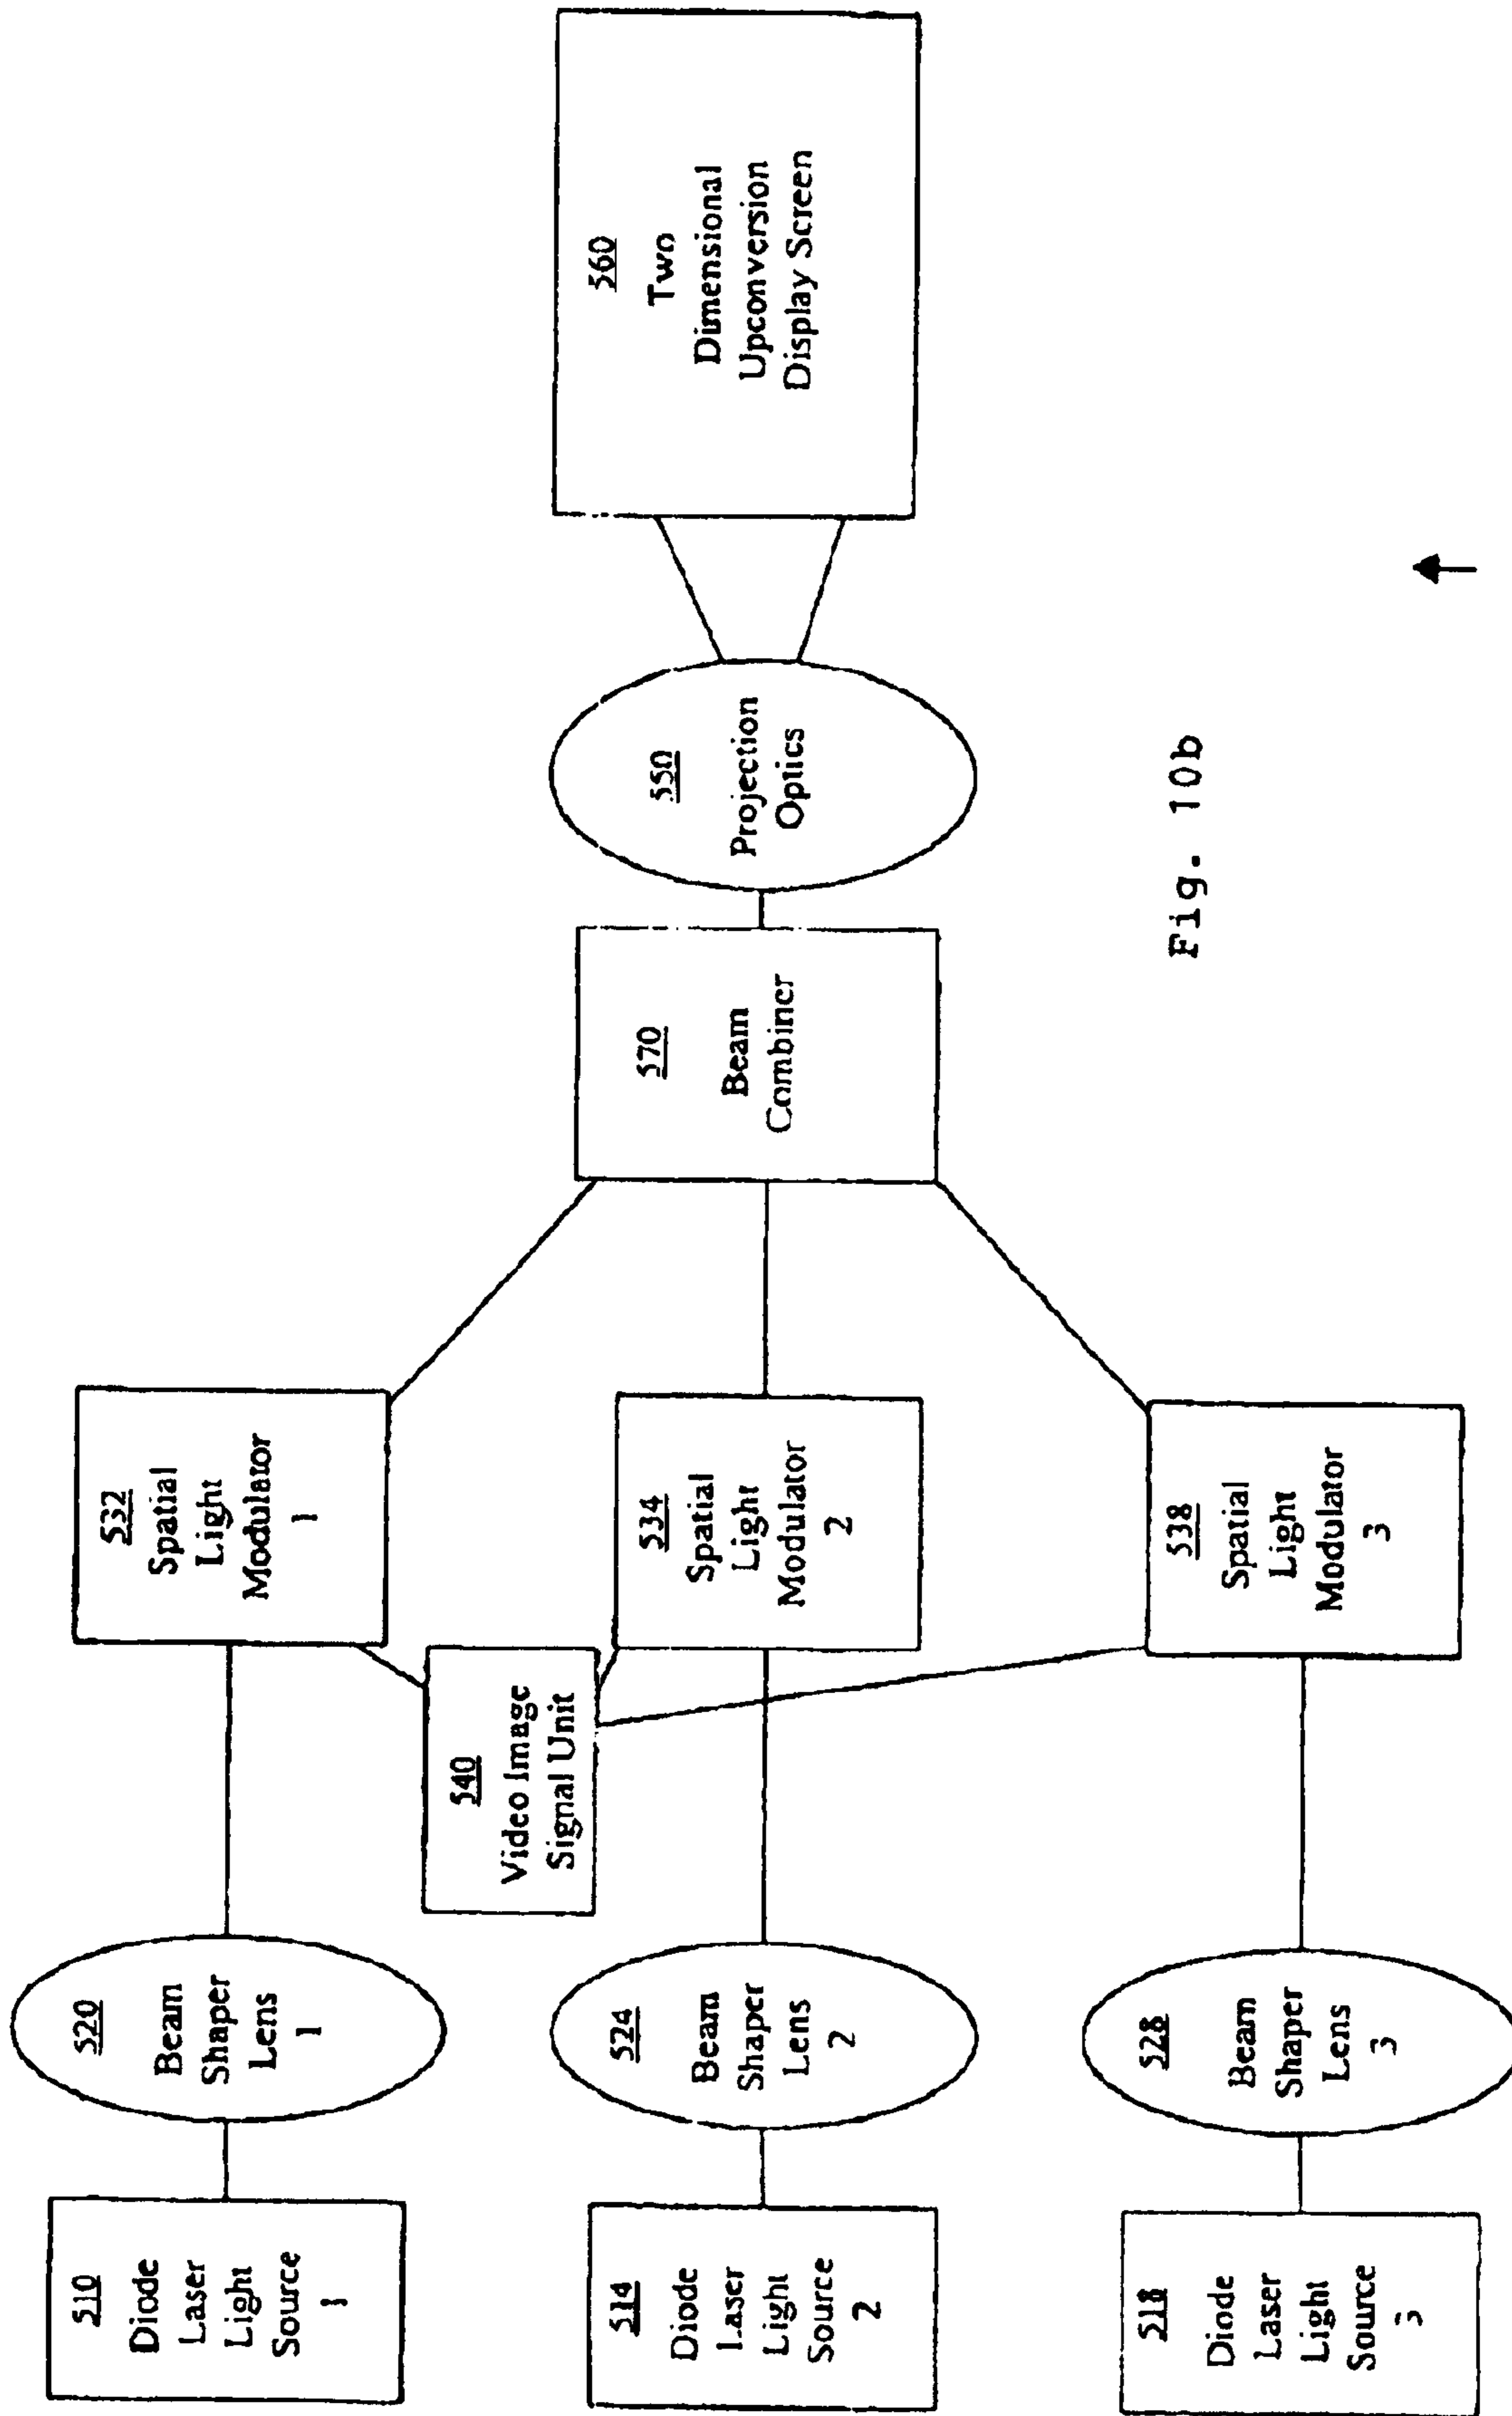 510
Diode
Laser
Light
Source
1
520
Beam
Shaper
Lens
1
532
Spatial
Light
Modulator
1
540
Video Image
Signal Unit
514
Diode
Laser
Light
Source
2
524
Beam
Shaper
Lens
2
534
Spatial
Light
Modulator
2
570
Beam
Combiner
550
Projection
Optics
560
Two
Dimensional
Upconversion
Display Screen
518
Diode
Laser
Light
Source
3
528
Beam
Shaper
Lens
3
538
Spatial
Light
Modulator
3
Fig. 10b